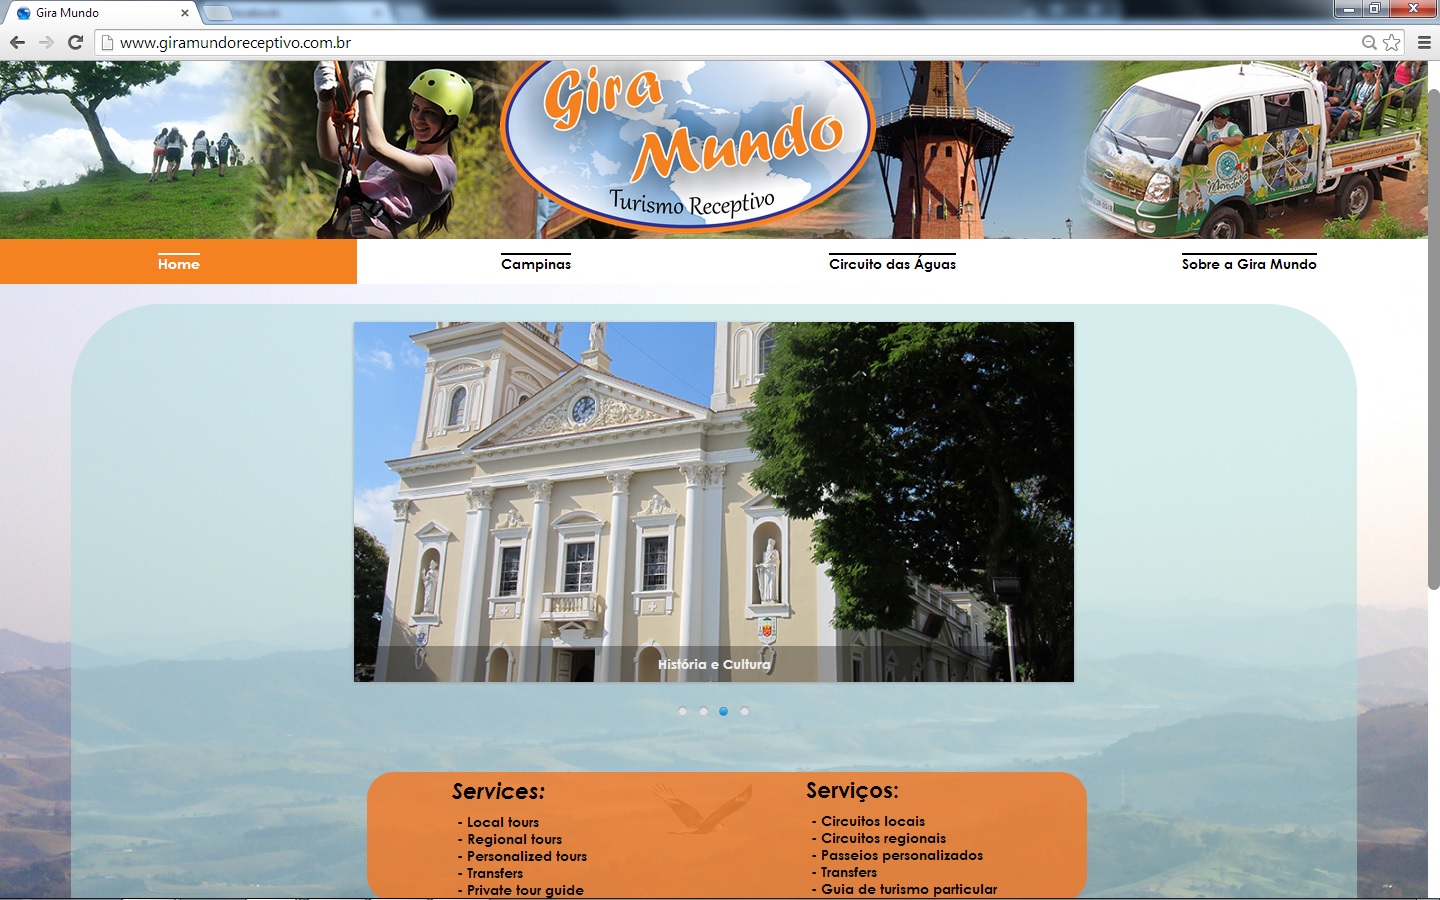 Gira Mundo
www.giramundoreceptivo.com.br
Gira
Mundo
Turismo Receptivo
Home
Campinas
Circuito das Águas
Sobre a Gira Mundo
História e Cultura
Services:
- Local tours
- Regional tours
- Personalized tours
- Transfers
- Private tour guide
Serviços:
- Circuitos locais
- Circuitos regionais
- Passeios personalizados
- Transfers
- Guia de turismo particular